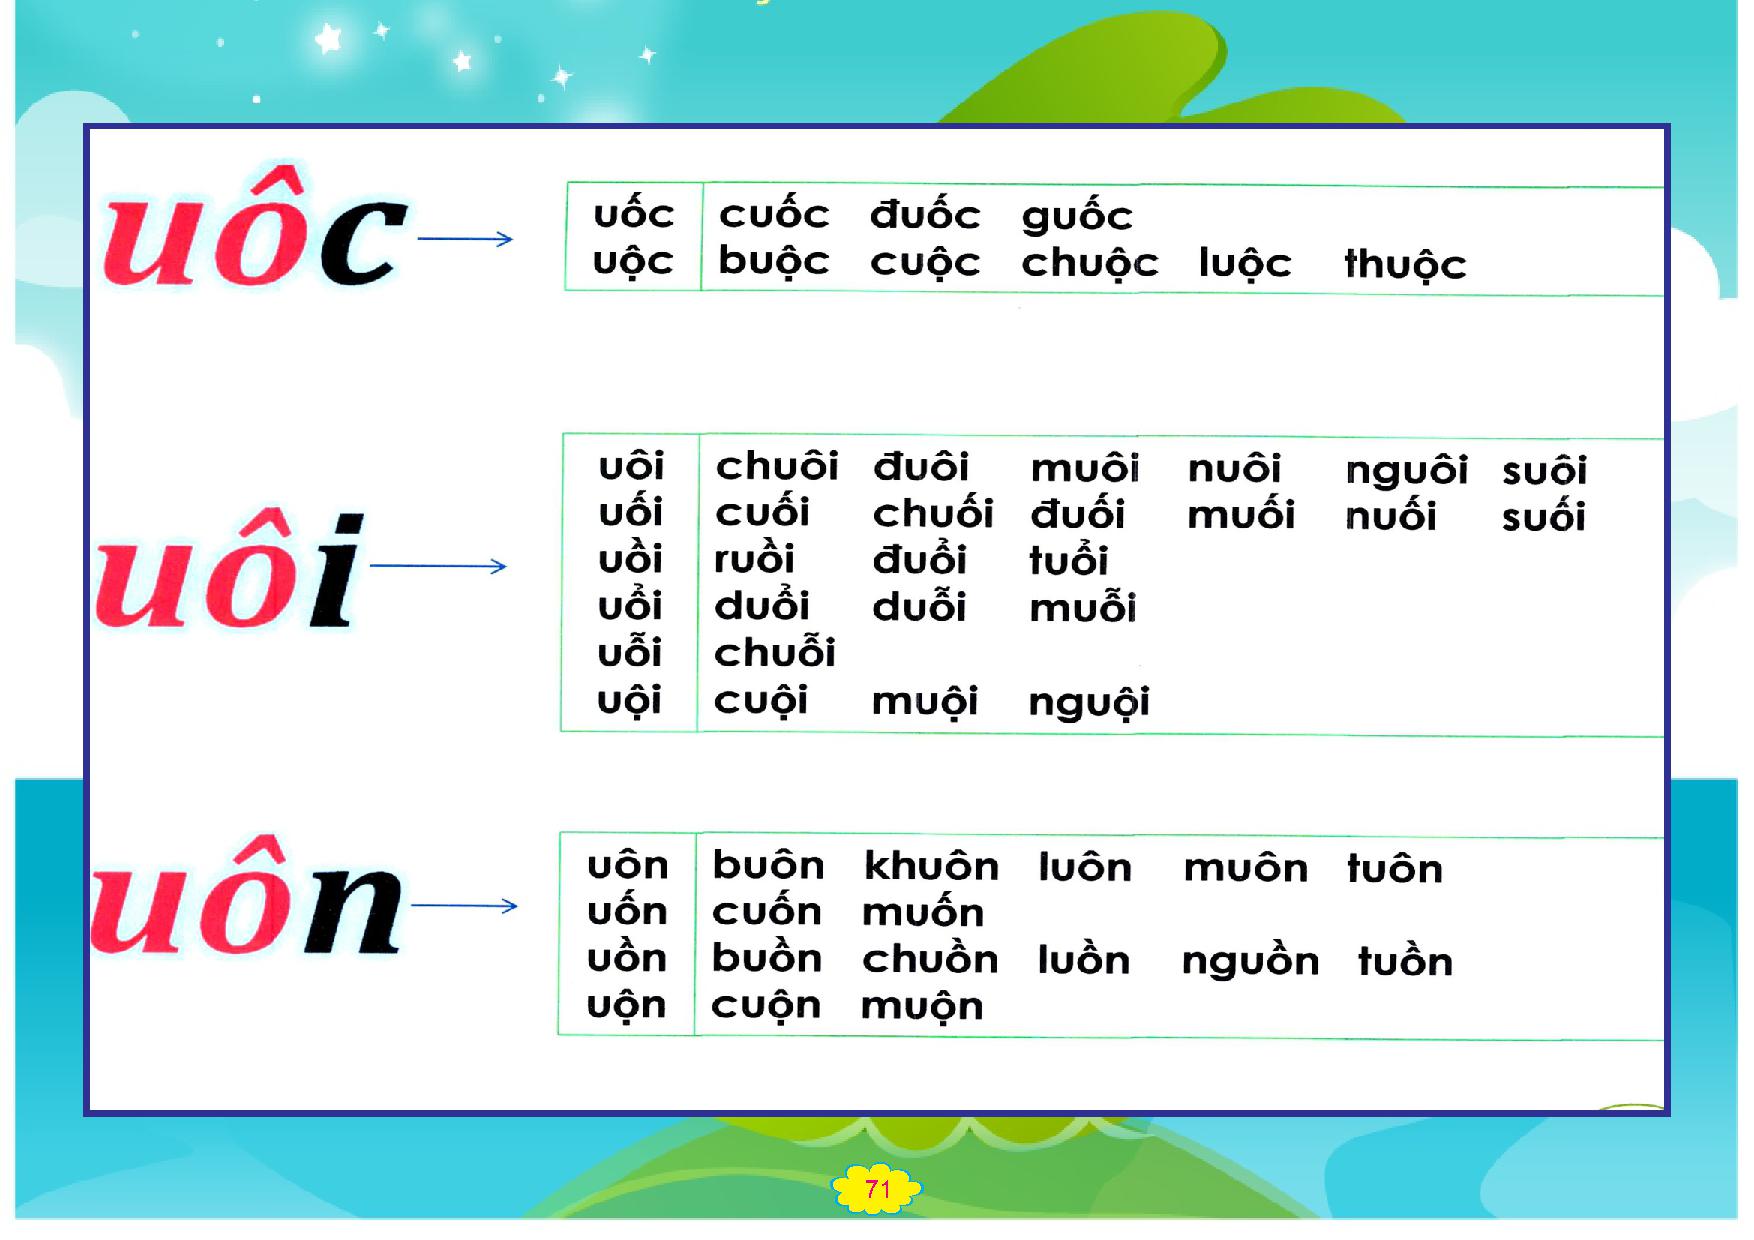 uôc
uốc cuốc đuốc guốc
uộc buộc cuộc chuộc luộc thuộc
uôi
uôi chuôi đuôi muôi nuôi nguôi suôi
uối cuối chuối đuối muối nuối suối
uồi ruồi đuổi tuổi
uổi duổi duỗi muỗi
uỗi chuỗi
uội cuội muội nguội
uôn
uôn buôn khuôn luôn muôn tuôn
uốn cuốn muốn
uồn buồn chuồn luồn nguồn tuồn
uộn cuộn muộn
71